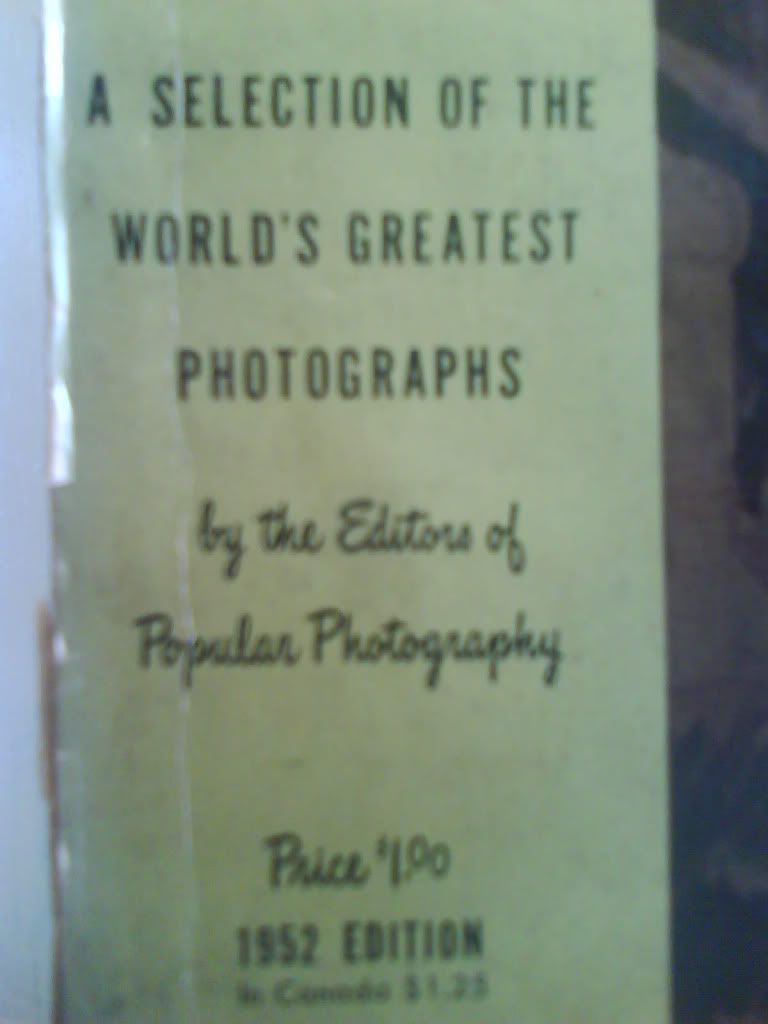 A SELECTION OF THE
WORLD'S GREATEST
PHOTOGRAPHS
by the Editors of
Popular Photography
Price $1.00
1952 EDITION
In Canada $1.25